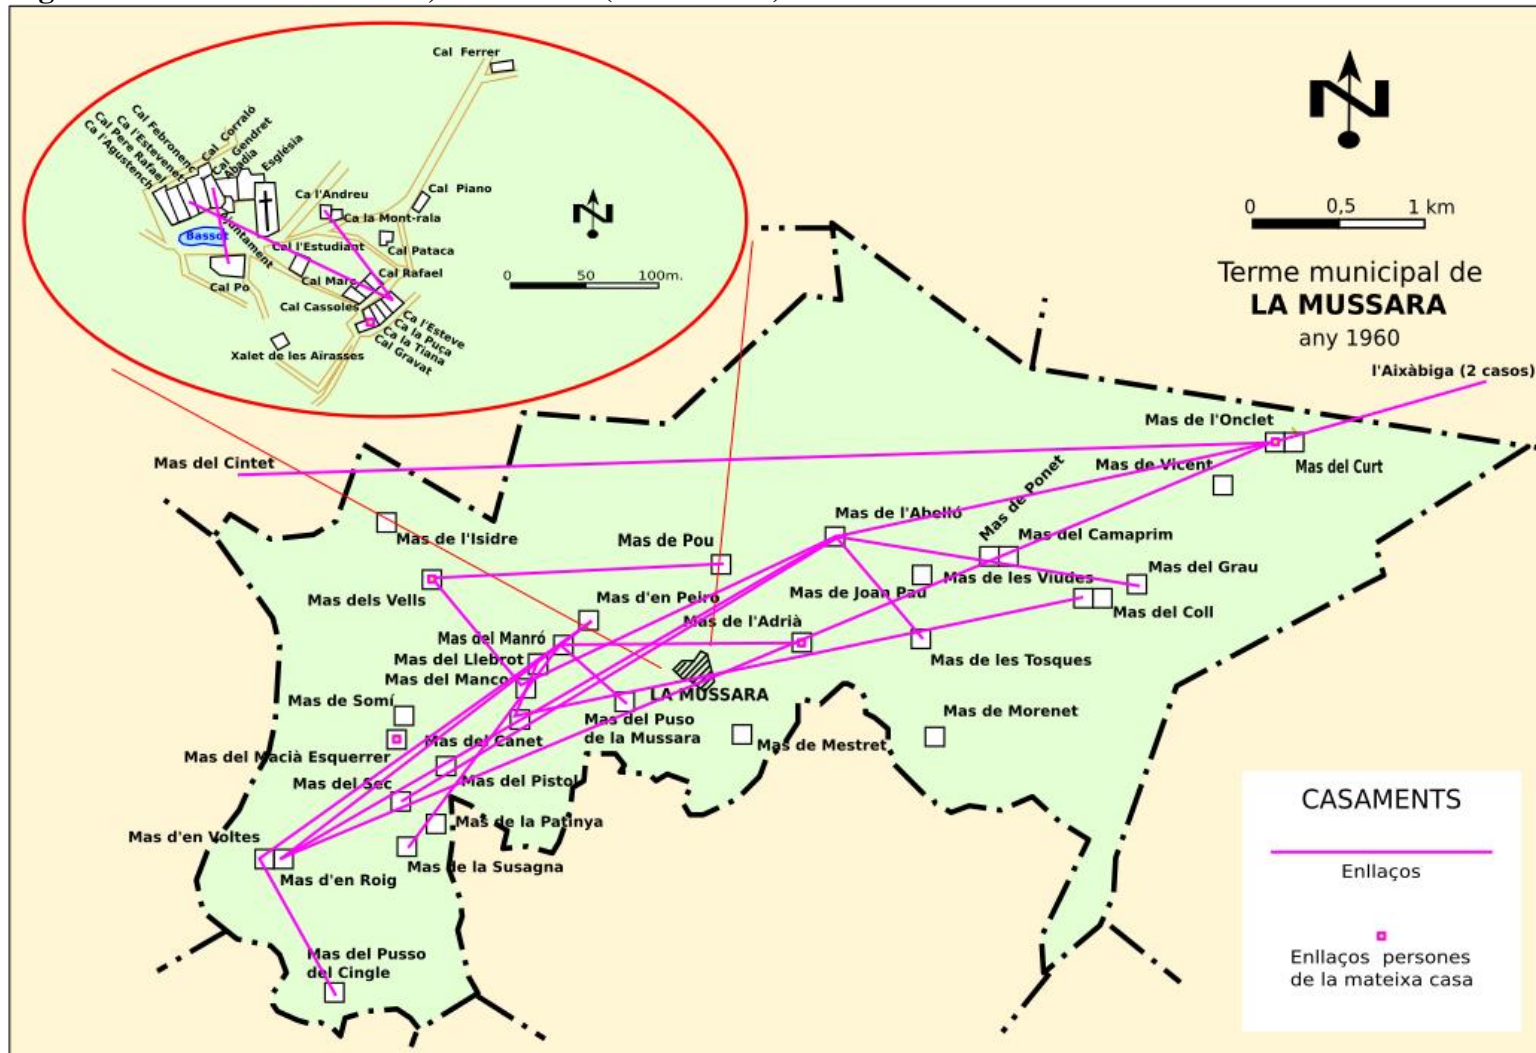 Cal Ferrer
Cal Corraló
Cal Febronenc
Cal Gendret
Ca l'Estevenet
Abadia
Església
Cal Pere Rafael
Ca l'Agustench
Ca l'Andreu
Cal Piano
Ca la Mont-rala
Bassot
Ajuntament
Ca l'Estudiant
Cal Pataca
Cal Po
Cal Marc
Cal Rafael
Cal Cassoles
Ca l'Esteve
Ca la Puça
Ca la Tiana
Cal Gravat
Xalet de les Airasses
0 50 100m.
0 0,5 1 km
Terme municipal de
LA MUSSARA
any 1960
l'Aixàbiga (2 casos)
Mas de l'Onclet
Mas del Cintet
Mas de Vicent
Mas del Curt
Mas de l'Abelló
Mas de Ponet
Mas de l'Isidre
Mas de Pou
Mas del Camaprim
Mas del Grau
Mas de les Viudes
Mas dels Vells
Mas d'en Peiró
Mas de Joan Pau
Mas del Coll
Mas de l'Adrià
Mas del Manró
Mas del Llebrot
Mas de les Tosques
Mas del Manco
LA MUSSARA
Mas de Somí
Mas del Puso
de la Mussara
Mas de Morenet
Mas del Canet
Mas de Mestret
Mas del Macià Esquerrer
Mas del Sec
Mas del Pistol
Mas de la Patinya
Mas d'en Voltes
Mas de la Susagna
Mas d'en Roig
Mas del Pusso
del Cingle
CASAMENTS
Enllaços
Enllaços persones
de la mateixa casa